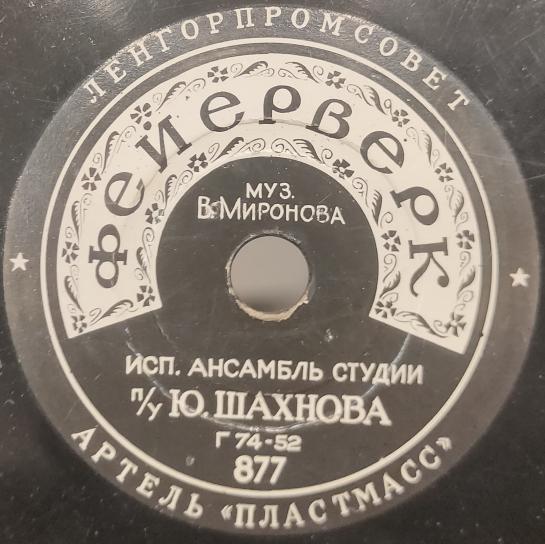 ЛЕНГОРПРОМСОВЕТ
ФЕЙЕРВЕРК
МУЗ.
В. МИРОНОВА
ИСП. АНСАМБЛЬ СТУДИИ
П/У Ю. ШАХНОВА
Г 74-52
877
АРТЕЛЬ «ПЛАСТМАСС»